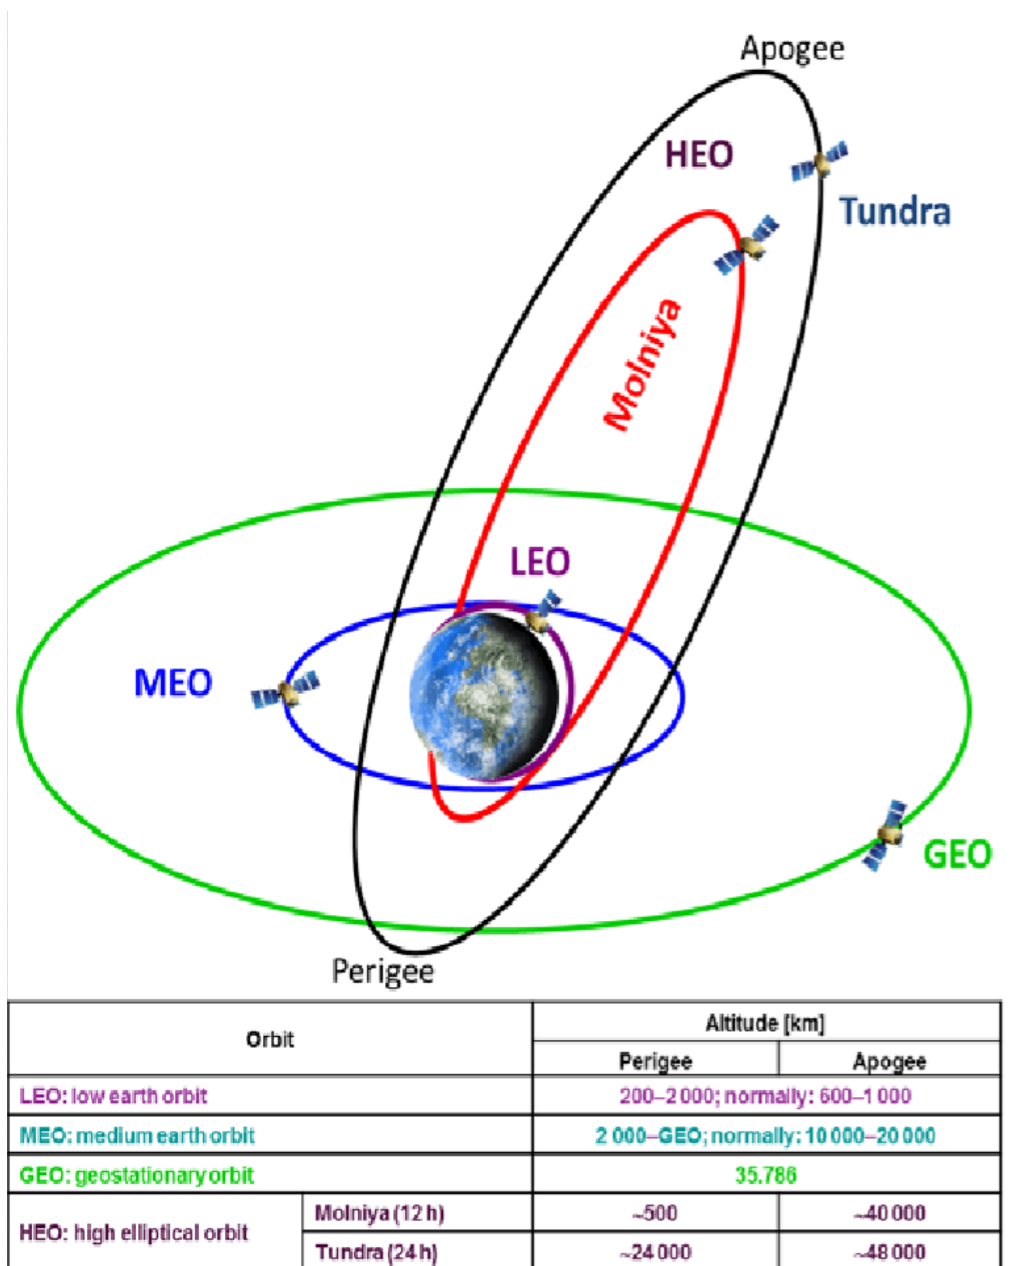 Apogee
HEO
Tundra
Molniya
LEO
MEO
GEO
Perigee
Orbit
Altitude [km]
Perigee Apogee
LEO: low earth orbit 200–2 000; normally: 600–1 000
MEO: medium earth orbit 2 000–GEO; normally: 10 000–20 000
GEO: geostationary orbit 35.786
HEO: high elliptical orbit
Molniya (12 h) ~500 ~40 000
Tundra (24 h) ~24 000 ~48 000